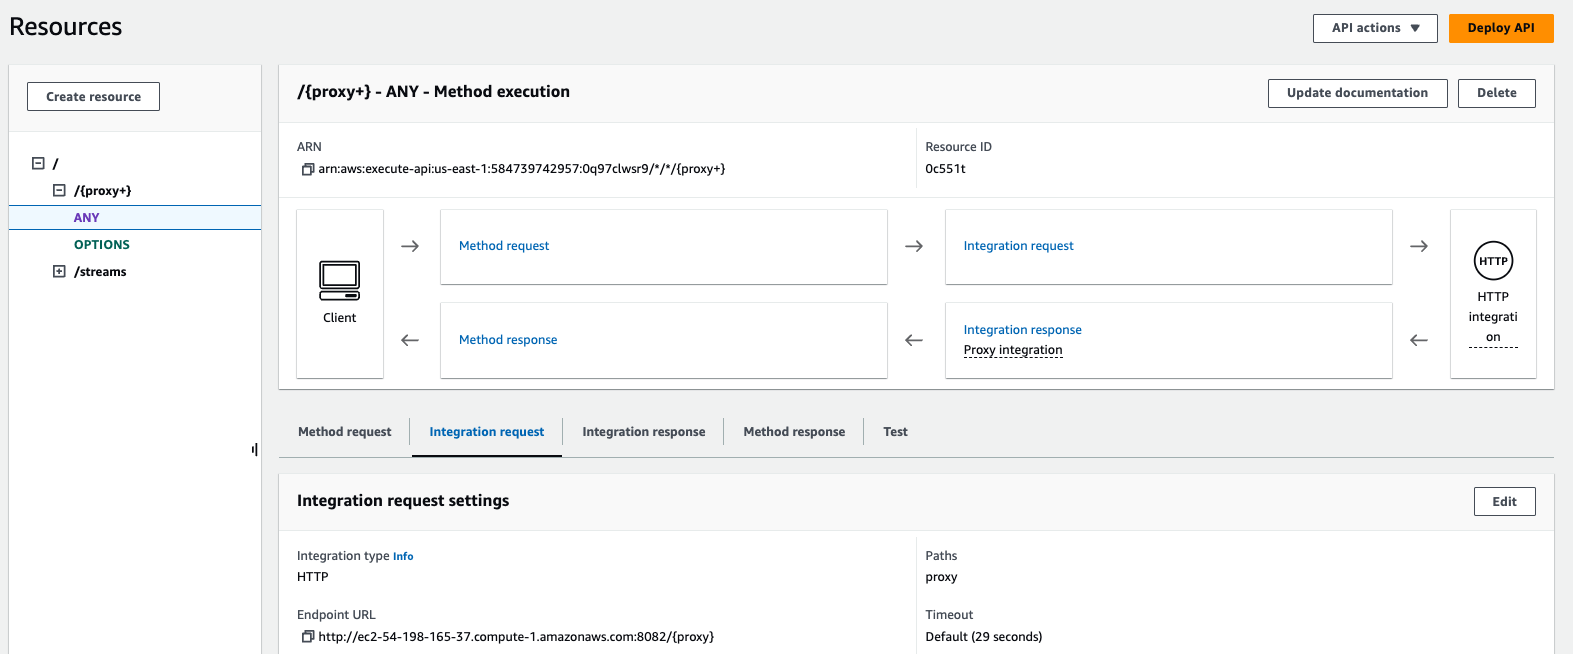 Resources
API actions ▼
Deploy API
Create resource
/
/{proxy+}
ANY
OPTIONS
/streams
/{proxy+} - ANY - Method execution
Update documentation
Delete
ARN
arn:aws:execute-api:us-east-1:584739742957:0q97clwsr9/*/*/{proxy+}
Resource ID
0c551t
Client
Method request
Integration request
Method response
Integration response
Proxy integration
HTTP
HTTP
integrati
on
Method request
Integration request
Integration response
Method response
Test
Integration request settings
Edit
Integration type Info
HTTP
Paths
proxy
Endpoint URL
http://ec2-54-198-165-37.compute-1.amazonaws.com:8082/{proxy}
Timeout
Default (29 seconds)